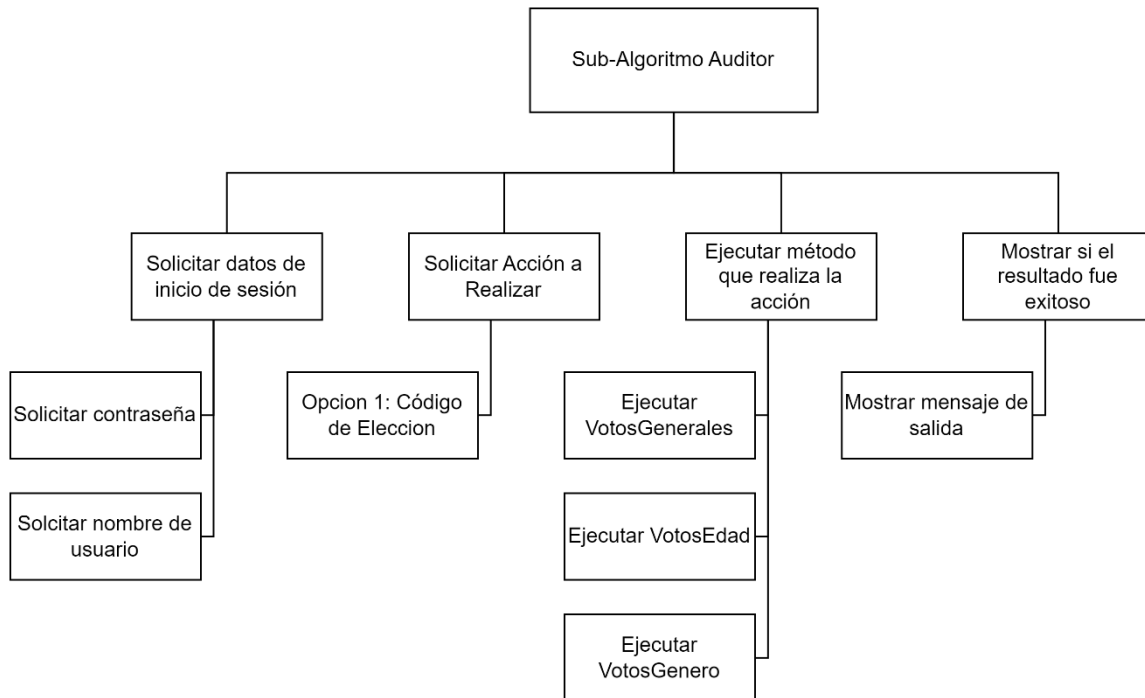 Sub-Algoritmo Auditor
Solicitar datos de
inicio de sesión
Solicitar Acción a
Realizar
Ejecutar método
que realiza la
acción
Mostrar si el
resultado fue
exitoso
Solicitar contraseña
Solcitar nombre de
usuario
Opcion 1: Código
de Eleccion
Ejecutar
VotosGenerales
Ejecutar VotosEdad
Ejecutar
VotosGenero
Mostrar mensaje de
salida